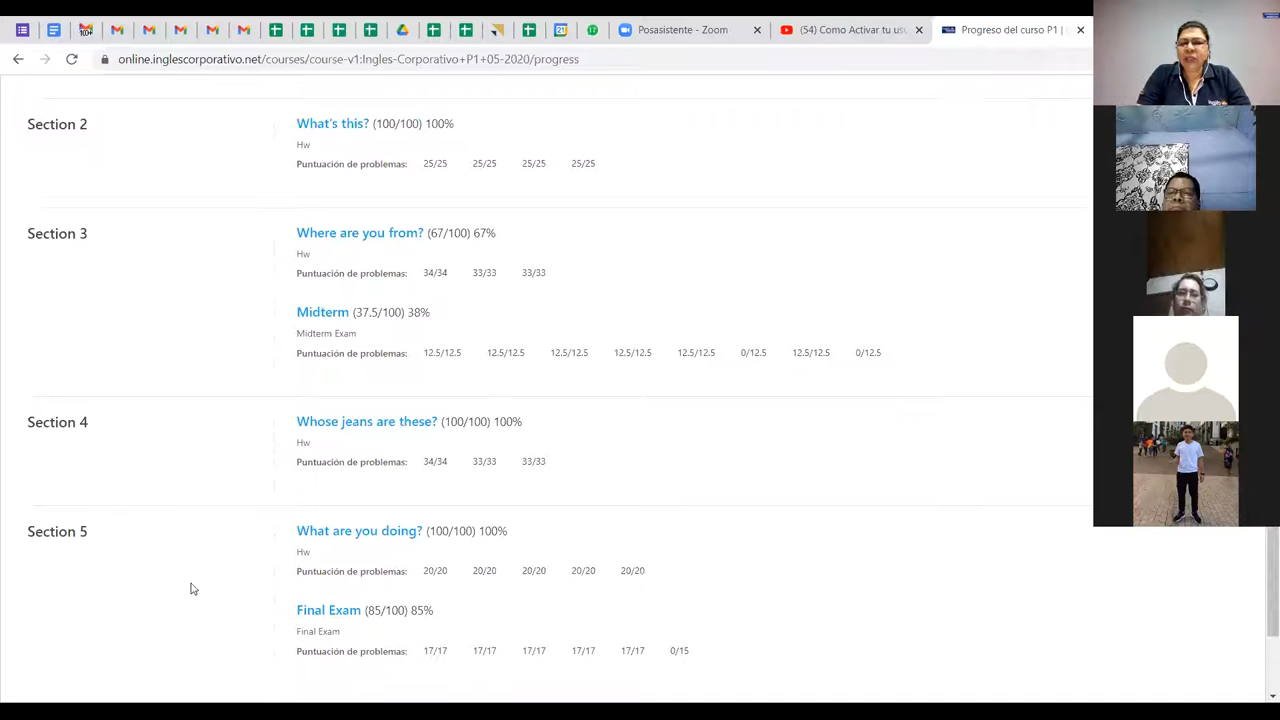 Posasistente - Zoom
(54) Como Activar tu usu
Progreso del curso P1 |
online.inglescorporativo.net/courses/course-v1:Ingles-Corporativo+P1+05-2020/progress
Section 2
What's this? (100/100) 100%
Hw
Puntuación de problemas: 25/25 25/25 25/25 25/25
Section 3
Where are you from? (67/100) 67%
Hw
Puntuación de problemas: 34/34 33/33 33/33
Midterm (37.5/100) 38%
Midterm Exam
Puntuación de problemas: 12.5/12.5 12.5/12.5 12.5/12.5 12.5/12.5 12.5/12.5 0/12.5 12.5/12.5 0/12.5
Section 4
Whose jeans are these? (100/100) 100%
Hw
Puntuación de problemas: 34/34 33/33 33/33
Section 5
What are you doing? (100/100) 100%
Hw
Puntuación de problemas: 20/20 20/20 20/20 20/20 20/20
Final Exam (85/100) 85%
Final Exam
Puntuación de problemas: 17/17 17/17 17/17 17/17 17/17 0/15